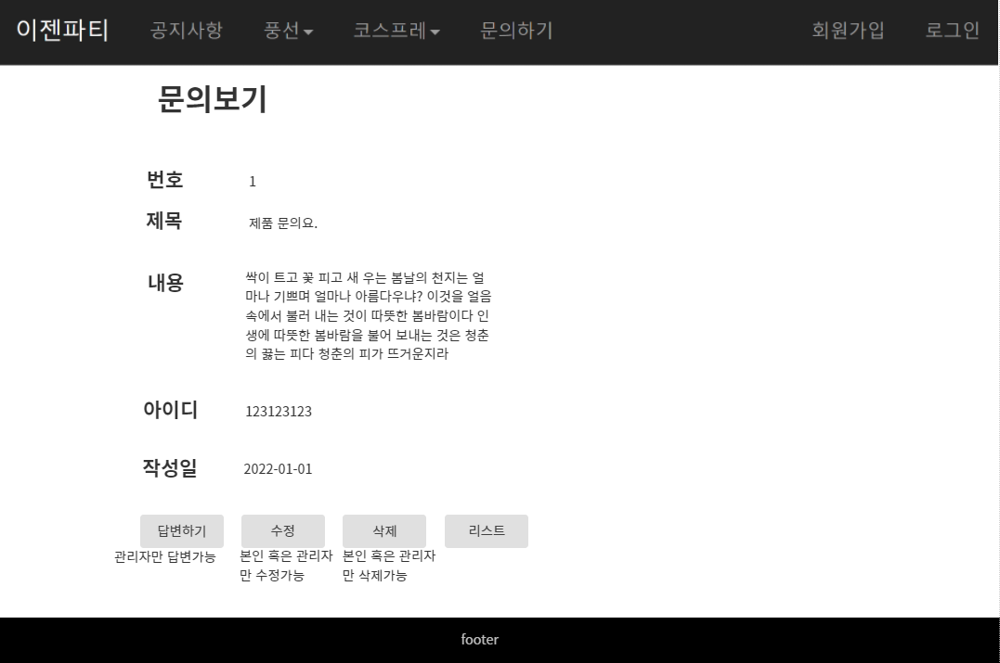 이젠파티 공지사항 풍선 코스프레 문의하기 회원가입 로그인
문의보기
번호 1
제목 제품 문의요.
내용 싹이 트고 꽃 피고 새 우는 봄날의 천지는 얼
마나 기쁘며 얼마나 아름다우냐? 이것을 얼음
속에서 불러 내는 것이 따뜻한 봄바람이다 인
생에 따뜻한 봄바람을 불어 보내는 것은 청춘
의 끓는 피다 청춘의 피가 뜨거운지라
아이디 123123123
작성일 2022-01-01
답변하기 수정 삭제 리스트
관리자만 답변가능 본인 혹은 관리자 본인 혹은 관리자
만 수정가능 만 삭제가능
footer